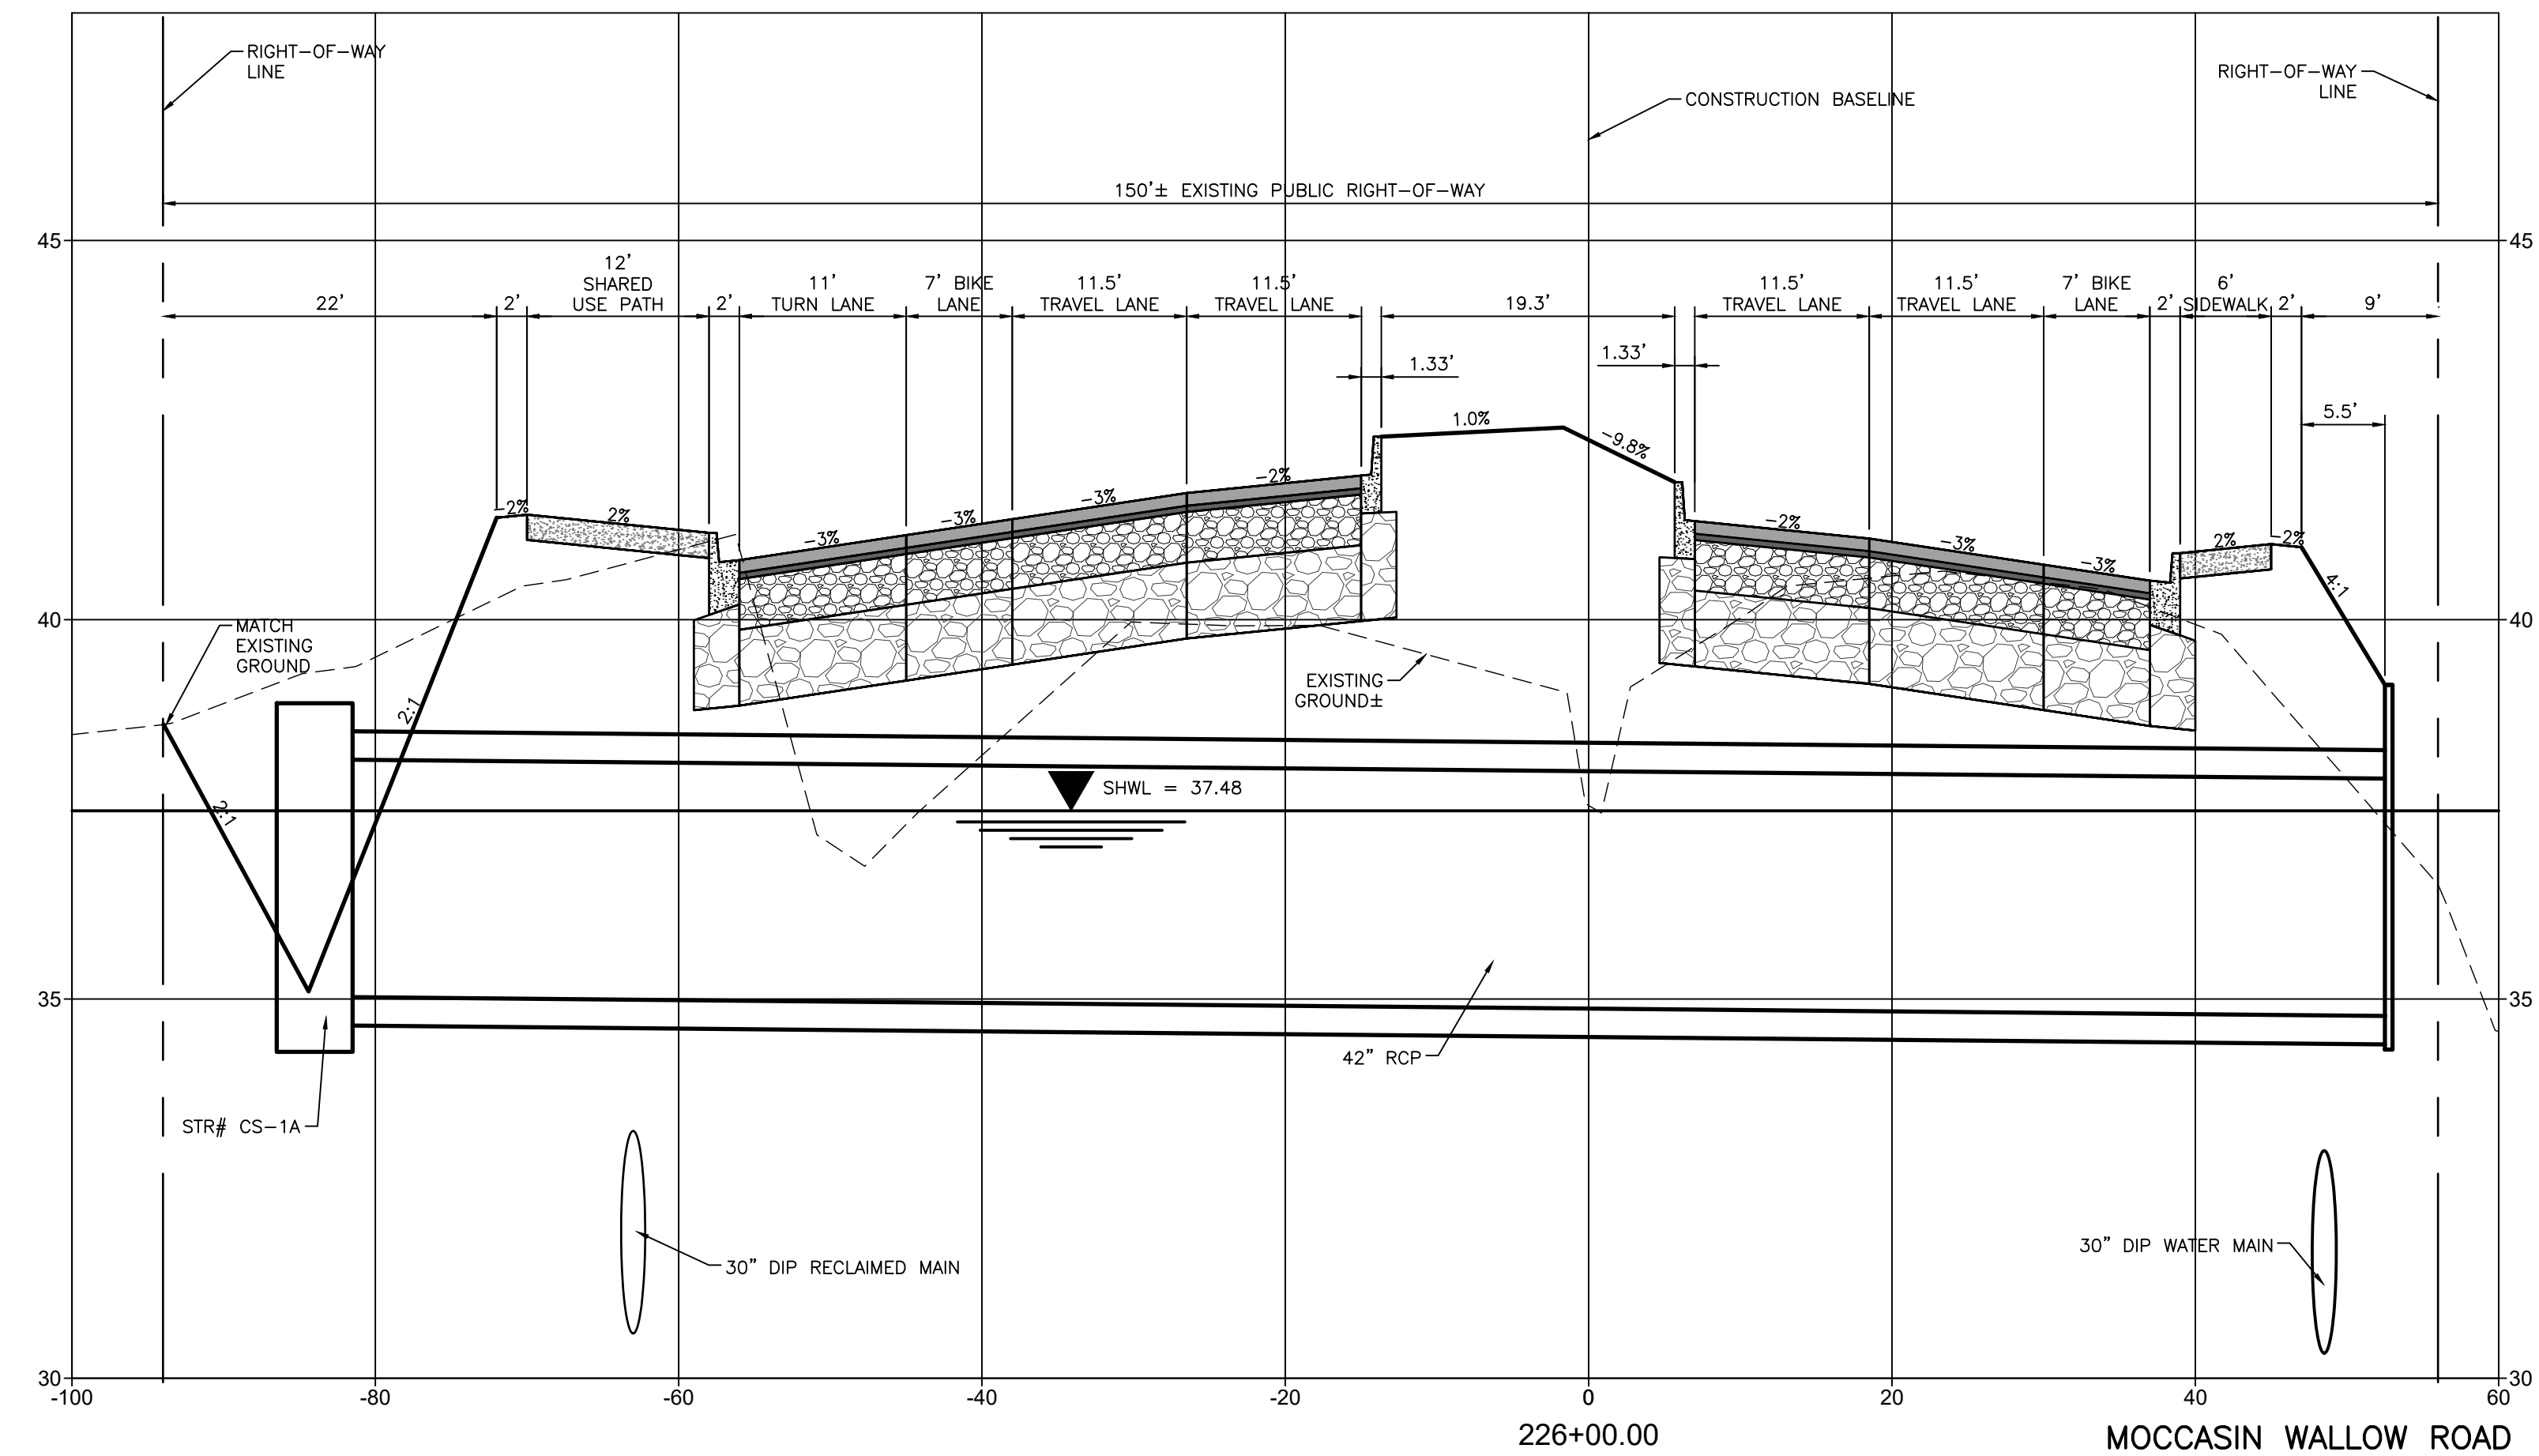 RIGHT-OF-WAY
LINE
CONSTRUCTION BASELINE
RIGHT-OF-WAY
LINE
150'± EXISTING PUBLIC RIGHT-OF-WAY
45
45
22'
2'
12'
SHARED
USE PATH
2'
11'
TURN LANE
7' BIKE
LANE
11.5'
TRAVEL LANE
11.5'
TRAVEL LANE
19.3'
11.5'
TRAVEL LANE
11.5'
TRAVEL LANE
7' BIKE
LANE
2'
6'
SIDEWALK
2'
9'
1.33'
1.33'
5.5'
-2%
2%
-3%
-3%
-3%
-2%
1.0%
-9.8%
-2%
-3%
-3%
2%
-2%
4:1
40
40
MATCH
EXISTING
GROUND
2:1
2:1
EXISTING
GROUND±
SHWL = 37.48
35
35
42" RCP
STR# CS-1A
30" DIP RECLAIMED MAIN
30" DIP WATER MAIN
30
30
-100
-80
-60
-40
-20
0
20
40
60
226+00.00
MOCCASIN WALLOW ROAD